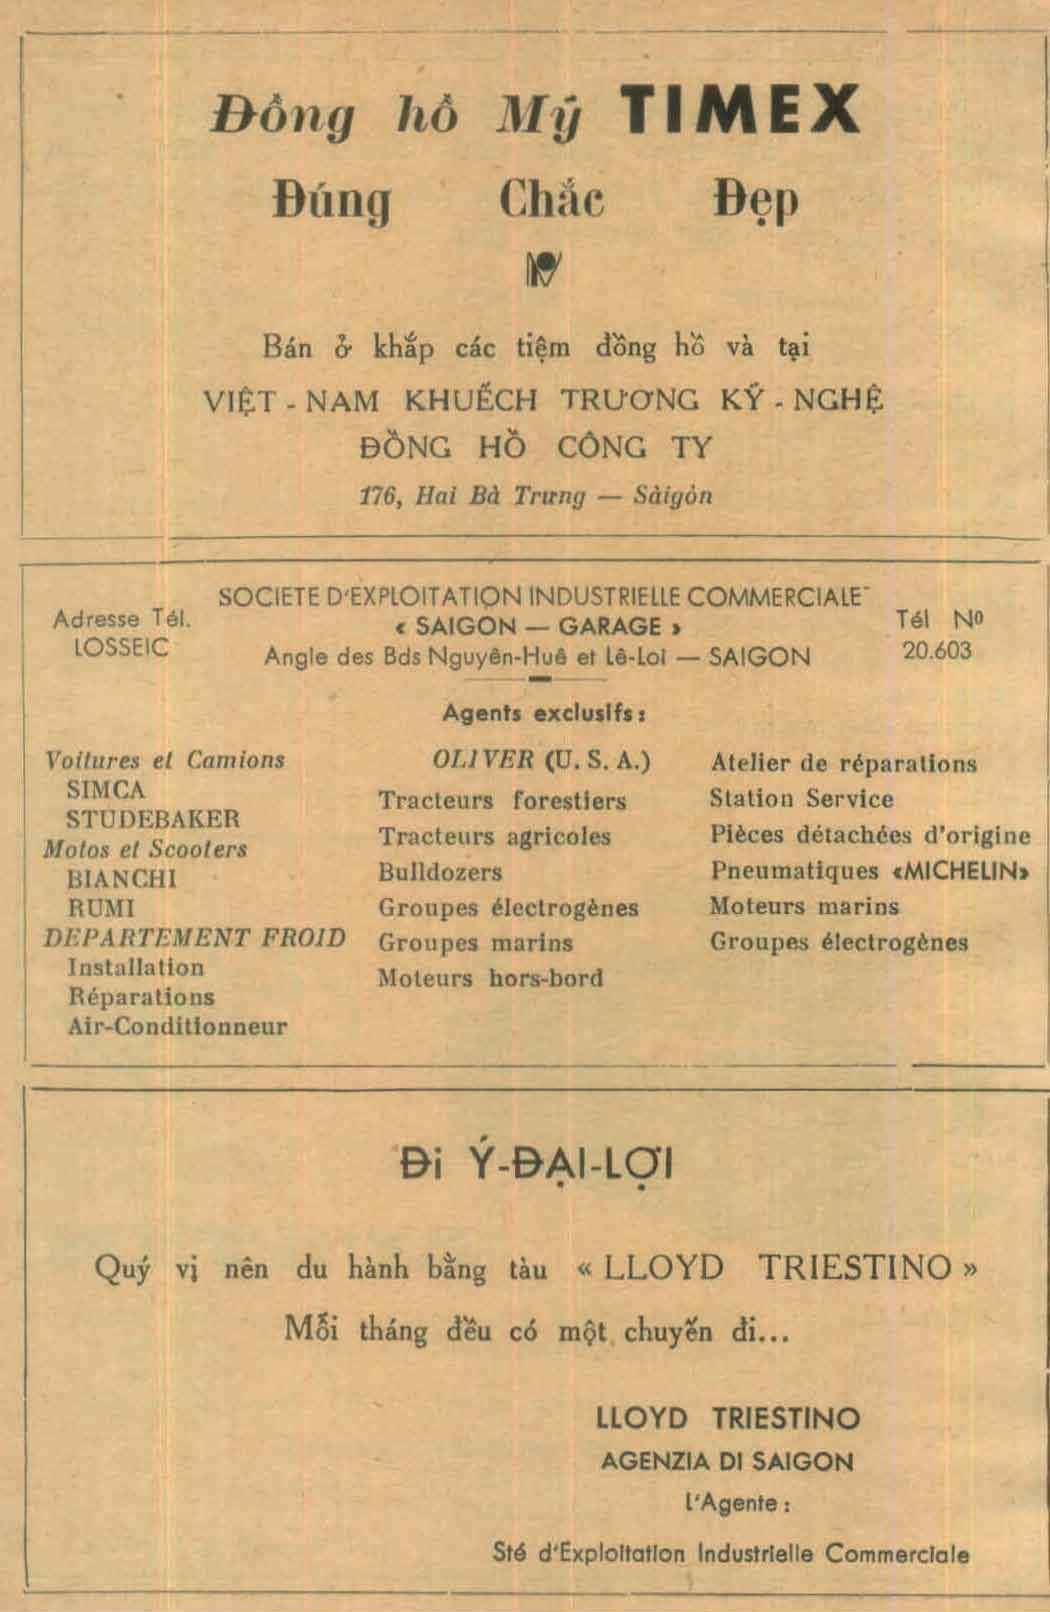 Đồng hồ Mỹ TIMEX
Đúng Chắc Đẹp
Bán ở khắp các tiệm đồng hồ và tại
VIỆT - NAM KHUẾCH TRƯƠNG KỸ - NGHỆ
ĐỒNG HỒ CÔNG TY
176, Hai Bà Trưng — Sàigòn
Adresse Tél.
LOSSEIC
SOCIETE D'EXPLOITATION INDUSTRIELLE COMMERCIALE
« SAIGON — GARAGE »
Angle des Bds Nguyên-Huê et Lê-Loi — SAIGON
Tél Nº
20.603
Agents exclusifs:
Voitures et Camions
SIMCA
STUDEBAKER
Motos et Scooters
BIANCHI
RUMI
DEPARTEMENT FROID
Installation
Réparations
Air-Conditionneur
OLIVER (U. S. A.)
Tracteurs forestiers
Tracteurs agricoles
Bulldozers
Groupes électrogènes
Groupes marins
Moteurs hors-bord
Atelier de réparations
Station Service
Pièces détachées d'origine
Pneumatiques «MICHELIN»
Moteurs marins
Groupes électrogènes
Đi Ý-ĐẠI-LỢI
Quý vị nên du hành bằng tàu « LLOYD TRIESTINO »
Mỗi tháng đều có một chuyến đi...
LLOYD TRIESTINO
AGENZIA DI SAIGON
L'Agente :
Sté d'Exploitation Industrielle Commerciale